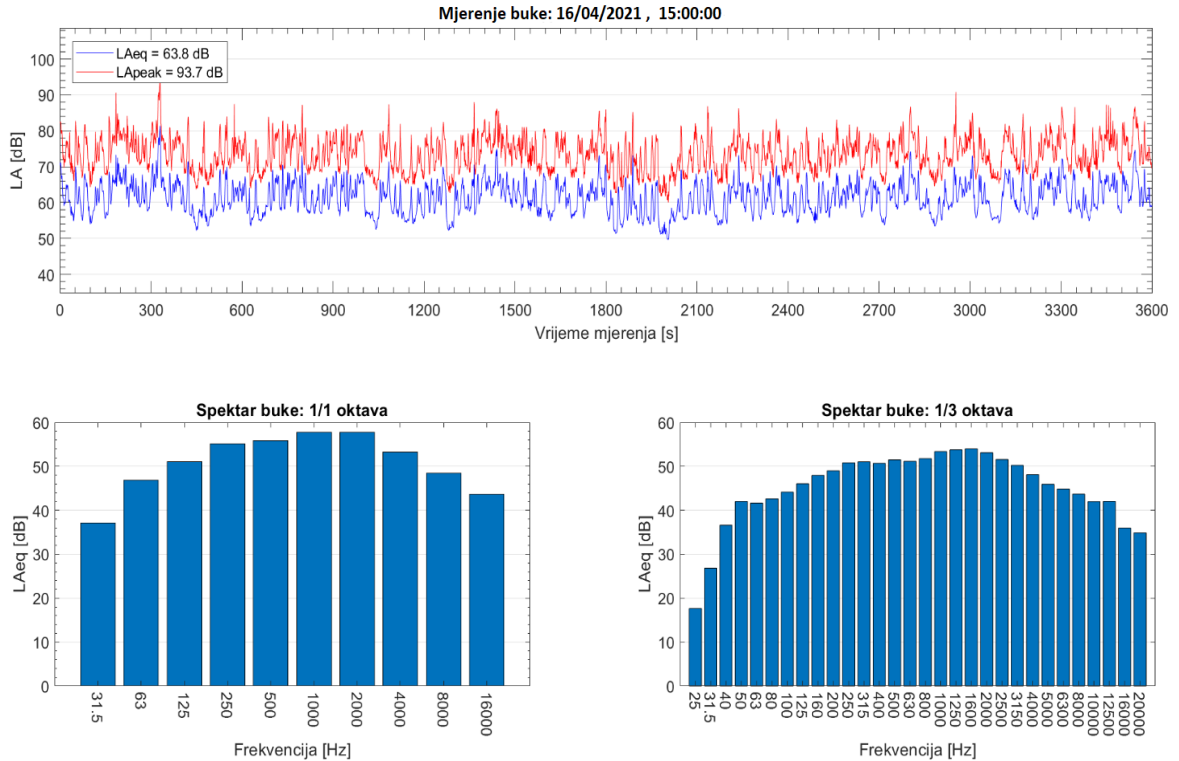 Mjerenje buke: 16/04/2021 ,  15:00:00
LAeq = 63.8 dB
LApeak = 93.7 dB
LA [dB]
100
90
80
70
60
50
40
0 300 600 900 1200 1500 1800 2100 2400 2700 3000 3300 3600
Vrijeme mjerenja [s]
Spektar buke: 1/1 oktava
LAeq [dB]
60
50
40
30
20
10
0
31.5 63 125 250 500 1000 2000 4000 8000 16000
Frekvencija [Hz]
Spektar buke: 1/3 oktava
LAeq [dB]
60
50
40
30
20
10
0
25 31.5 40 50 63 80 100 125 160 200 250 315 400 500 630 800 1000 1250 1600 2000 2500 3150 4000 5000 6300 8000 10000 12500 16000 20000
Frekvencija [Hz]